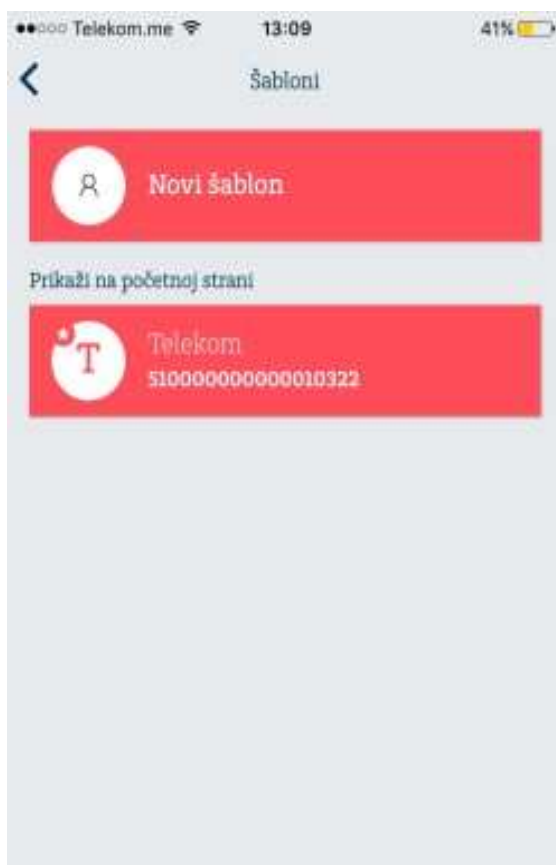 Telekom.me 13:09 41%
Šabloni
Novi šablon
Prikaži na početnoj strani
T
Telekom
510000000000010322